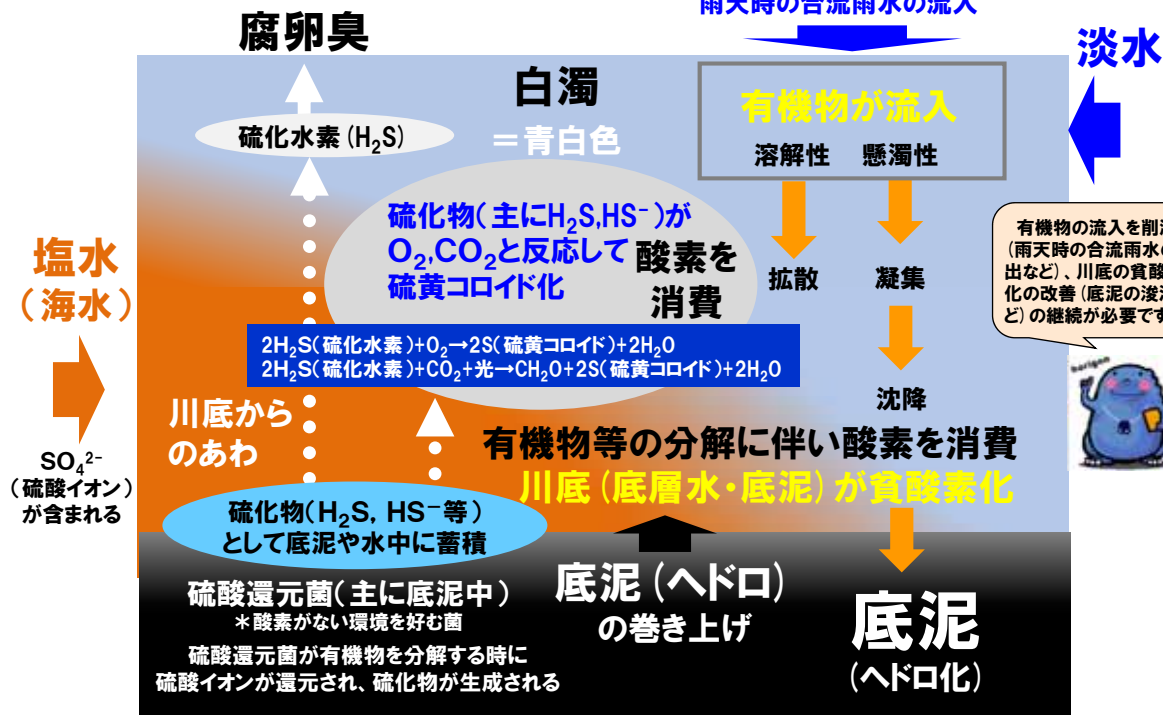 雨天時の合流雨水の流入
腐卵臭
淡水
白濁
＝青白色
有機物が流入
溶解性 懸濁性
硫化水素(H₂S)
硫化物(主にH₂S,HS⁻)が
O₂,CO₂と反応して
硫黄コロイド化
酸素を
消費
拡散 凝集
有機物の流入を削
(雨天時の合流雨水
出など)、川底の貧酸
化の改善(底泥の浚
ど)の継続が必要です
塩水
(海水)
2H₂S(硫化水素)+O₂→2S(硫黄コロイド)+2H₂O
2H₂S(硫化水素)+CO₂+光→CH₂O+2S(硫黄コロイド)+2H₂O
horigon
沈降
川底から
のあわ
有機物等の分解に伴い酸素を消費
川底(底層水・底泥)が貧酸素化
SO₄²⁻
(硫酸イオン)
が含まれる
硫化物(H₂S, HS⁻等)
として底泥や水中に蓄積
硫酸還元菌(主に底泥中)
＊酸素がない環境を好む菌
硫酸還元菌が有機物を分解する時に
硫酸イオンが還元され、硫化物が生成される
底泥(ヘドロ)
の巻き上げ
底泥
(ヘドロ化)